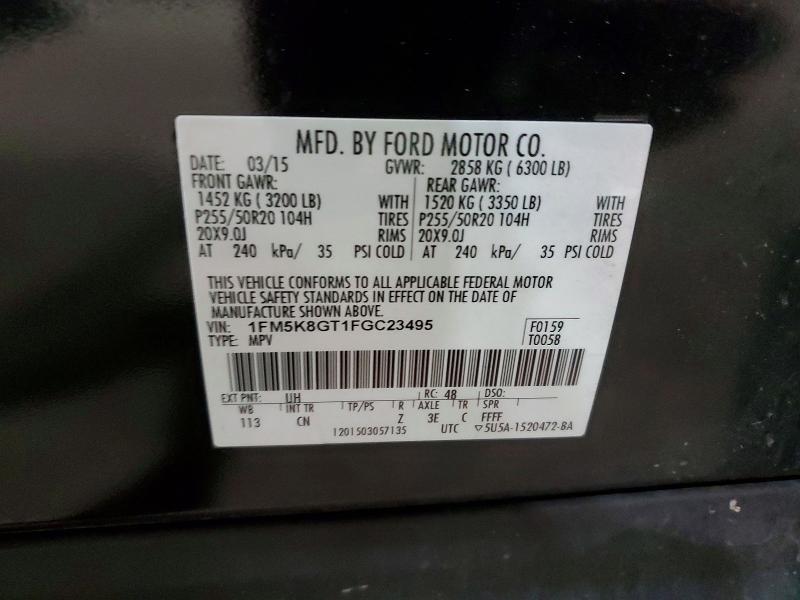 MFD. BY FORD MOTOR CO.
DATE: 03/15 GVWR: 2858 KG ( 6300 LB)
FRONT GAWR: REAR GAWR:
1452 KG ( 3200 LB) WITH 1520 KG ( 3350 LB) WITH
P255/50R20 104H TIRES P255/50R20 104H TIRES
20X9.0J RIMS 20X9.0J RIMS
AT 240 kPa/ 35 PSI COLD AT 240 kPa/ 35 PSI COLD
THIS VEHICLE CONFORMS TO ALL APPLICABLE FEDERAL MOTOR
VEHICLE SAFETY STANDARDS IN EFFECT ON THE DATE OF
MANUFACTURE SHOWN ABOVE.
VIN: 1FM5K8GT1FGC23495 F0159
TYPE: MPV T0058
EXT PNT: UH RC: 48 DSO:
WB INT TR TP/PS R AXLE TR SPR
113 CN Z 3E C FFFF
1201503057135 UTC ▽5U5A-1520472-BA